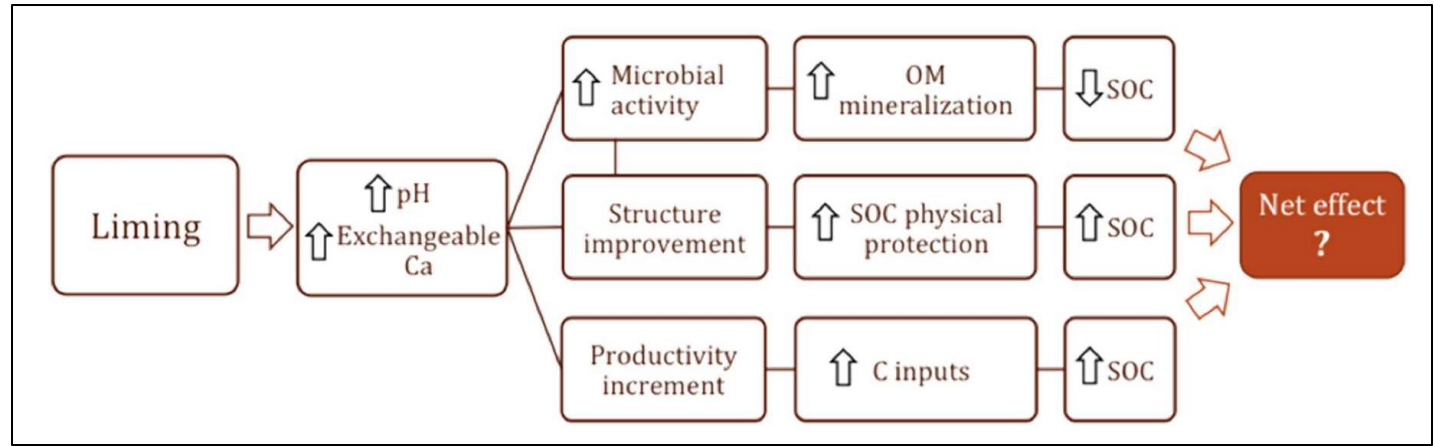 Liming
pH
Exchangeable
Ca
Microbial
activity
OM
mineralization
SOC
Structure
improvement
SOC physical
protection
SOC
Productivity
increment
C inputs
SOC
Net effect
?